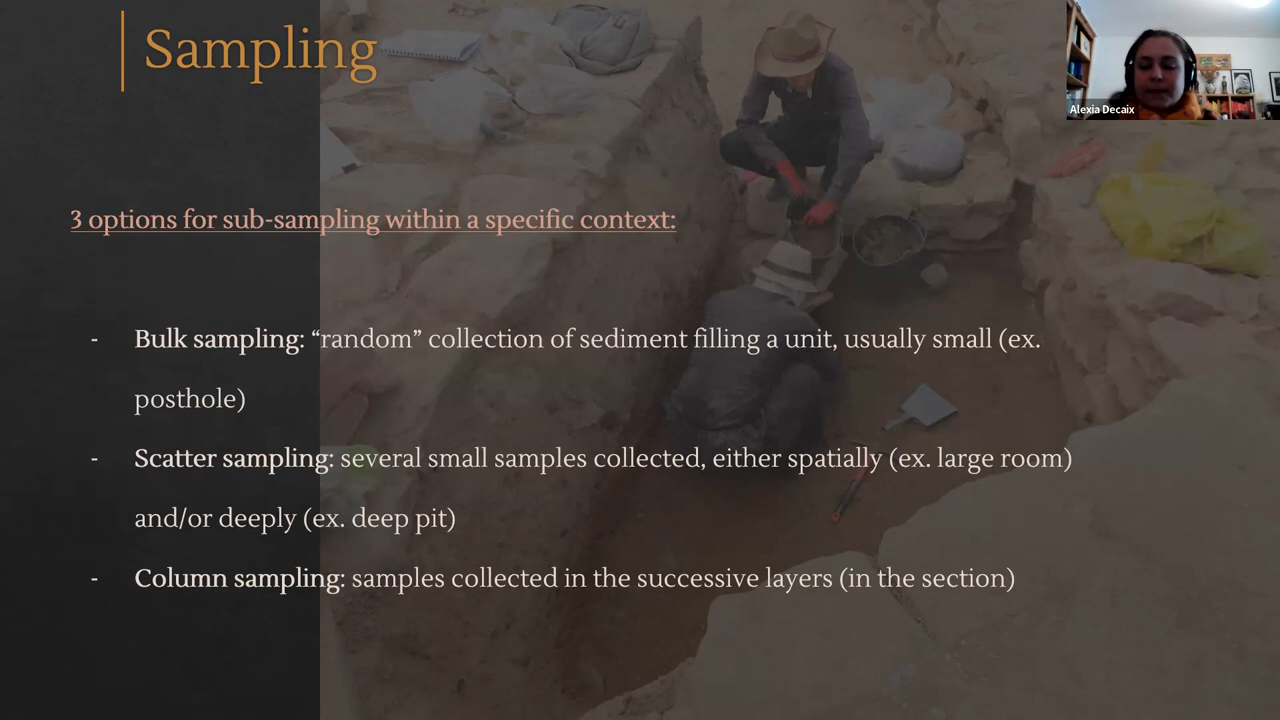 Sampling
Alexia Decaix
3 options for sub-sampling within a specific context:
- Bulk sampling: “random” collection of sediment filling a unit, usually small (ex.
posthole)
- Scatter sampling: several small samples collected, either spatially (ex. large room)
and/or deeply (ex. deep pit)
- Column sampling: samples collected in the successive layers (in the section)